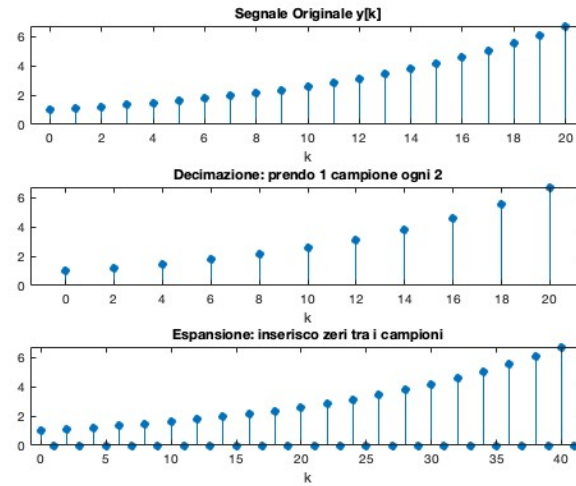 Segnale Originale y[k]
6
4
2
0
0 2 4 6 8 10 12 14 16 18 20
k
Decimazione: prendo 1 campione ogni 2
6
4
2
0
0 2 4 6 8 10 12 14 16 18 20
k
Espansione: inserisco zeri tra i campioni
6
4
2
0
0 5 10 15 20 25 30 35 40
k